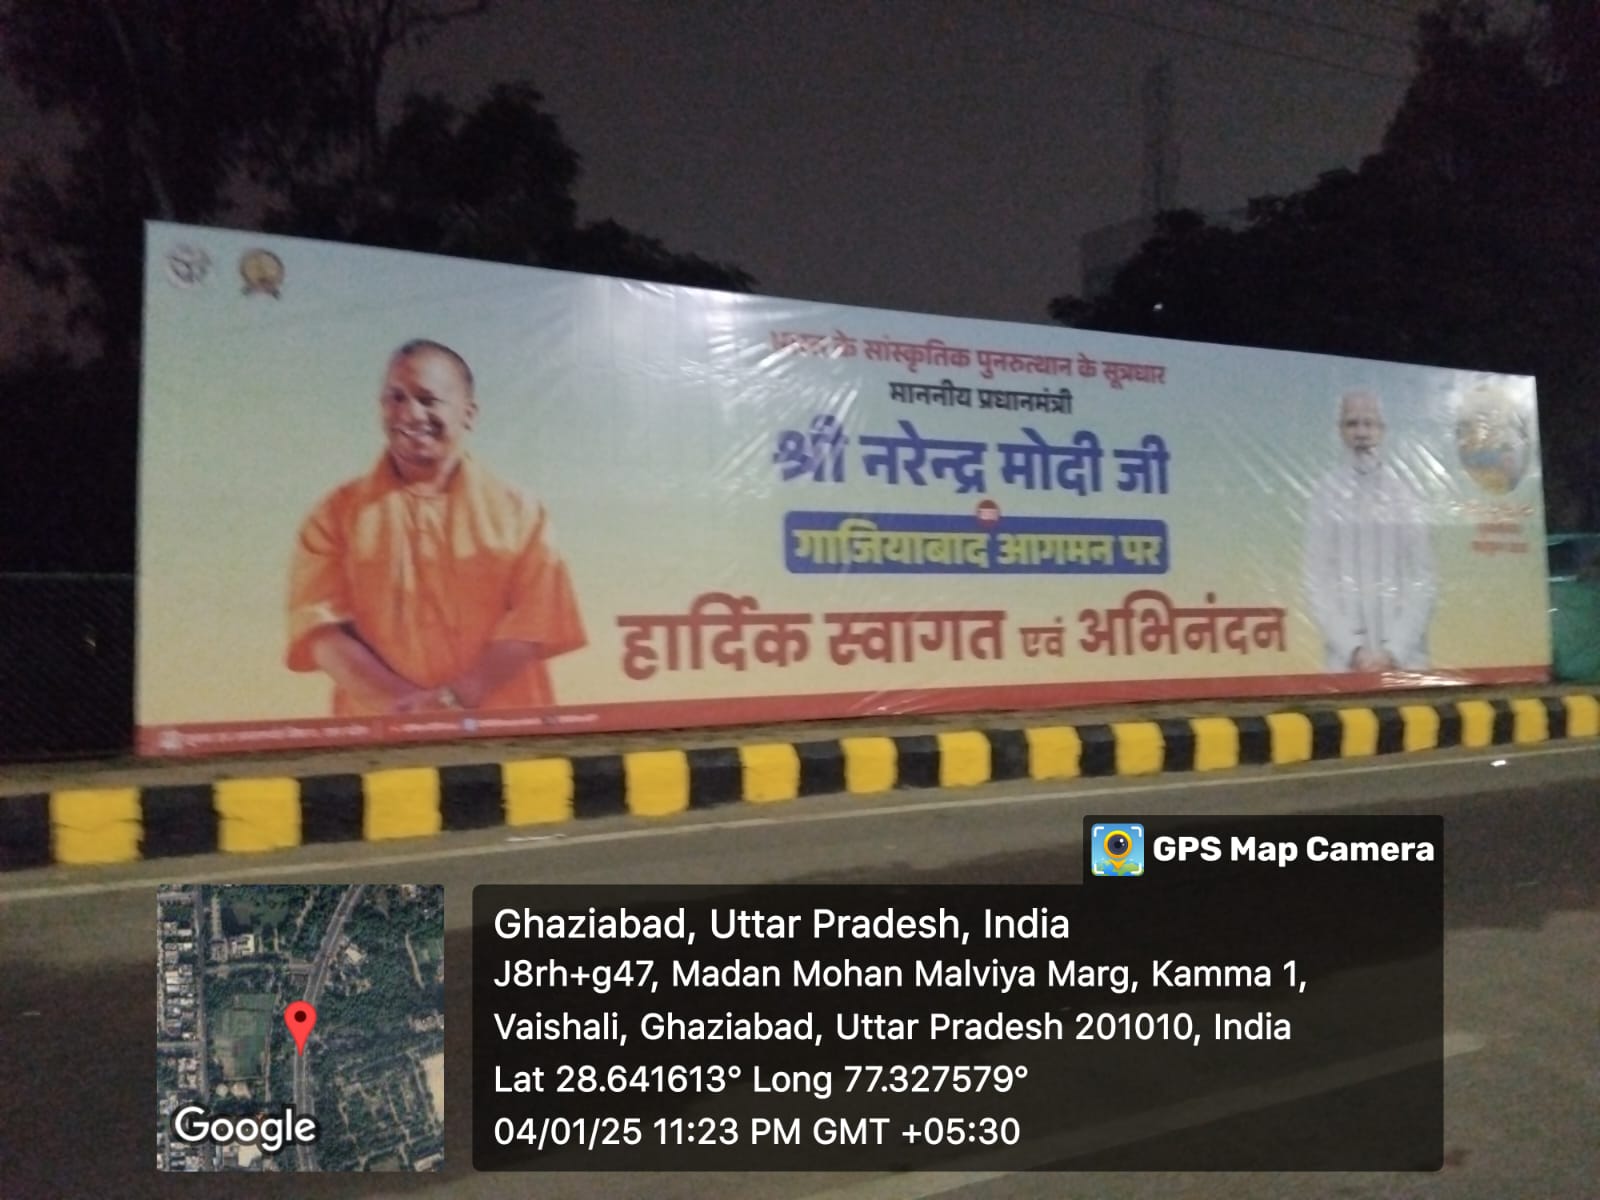 भारत के सांस्कृतिक पुनरुत्थान के सूत्रधार
माननीय प्रधानमंत्री
श्री नरेन्द्र मोदी जी
के
गाजियाबाद आगमन पर
हार्दिक स्वागत एवं अभिनंदन
GPS Map Camera
Ghaziabad, Uttar Pradesh, India
J8rh+g47, Madan Mohan Malviya Marg, Kamma 1,
Vaishali, Ghaziabad, Uttar Pradesh 201010, India
Lat 28.641613° Long 77.327579°
04/01/25 11:23 PM GMT +05:30
Google